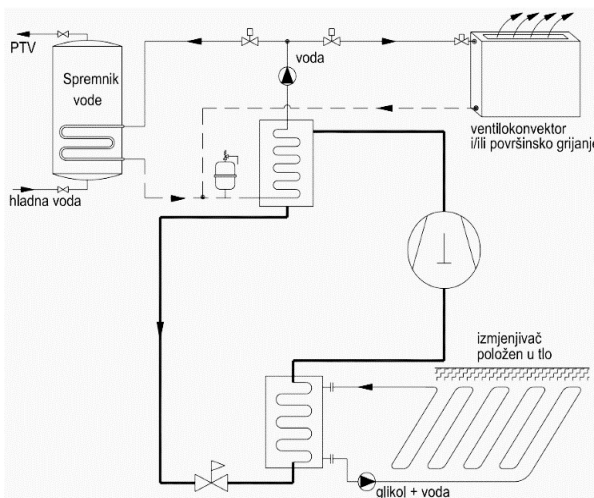 PTV
Spremnik
vode
hladna voda
voda
ventilokonvektor
i/ili površinsko grijanje
izmjenjivač
položen u tlo
glikol + voda